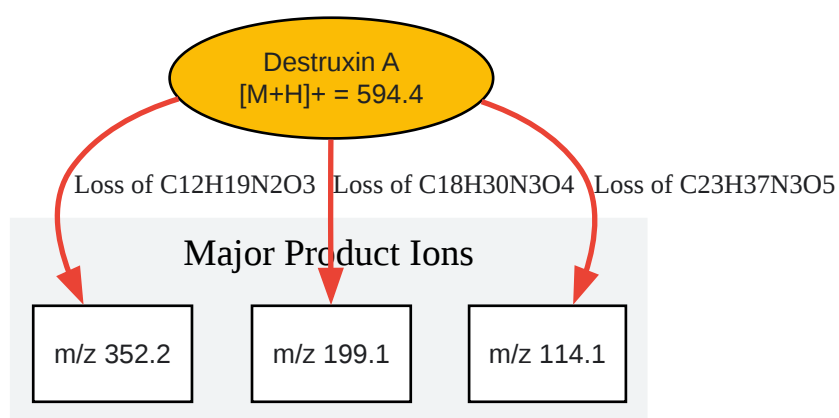 Destruxin A
[M+H]+ = 594.4
Loss of C12H19N2O3
Loss of C18H30N3O4
Loss of C23H37N3O5
Major Product Ions
m/z 352.2
m/z 199.1
m/z 114.1